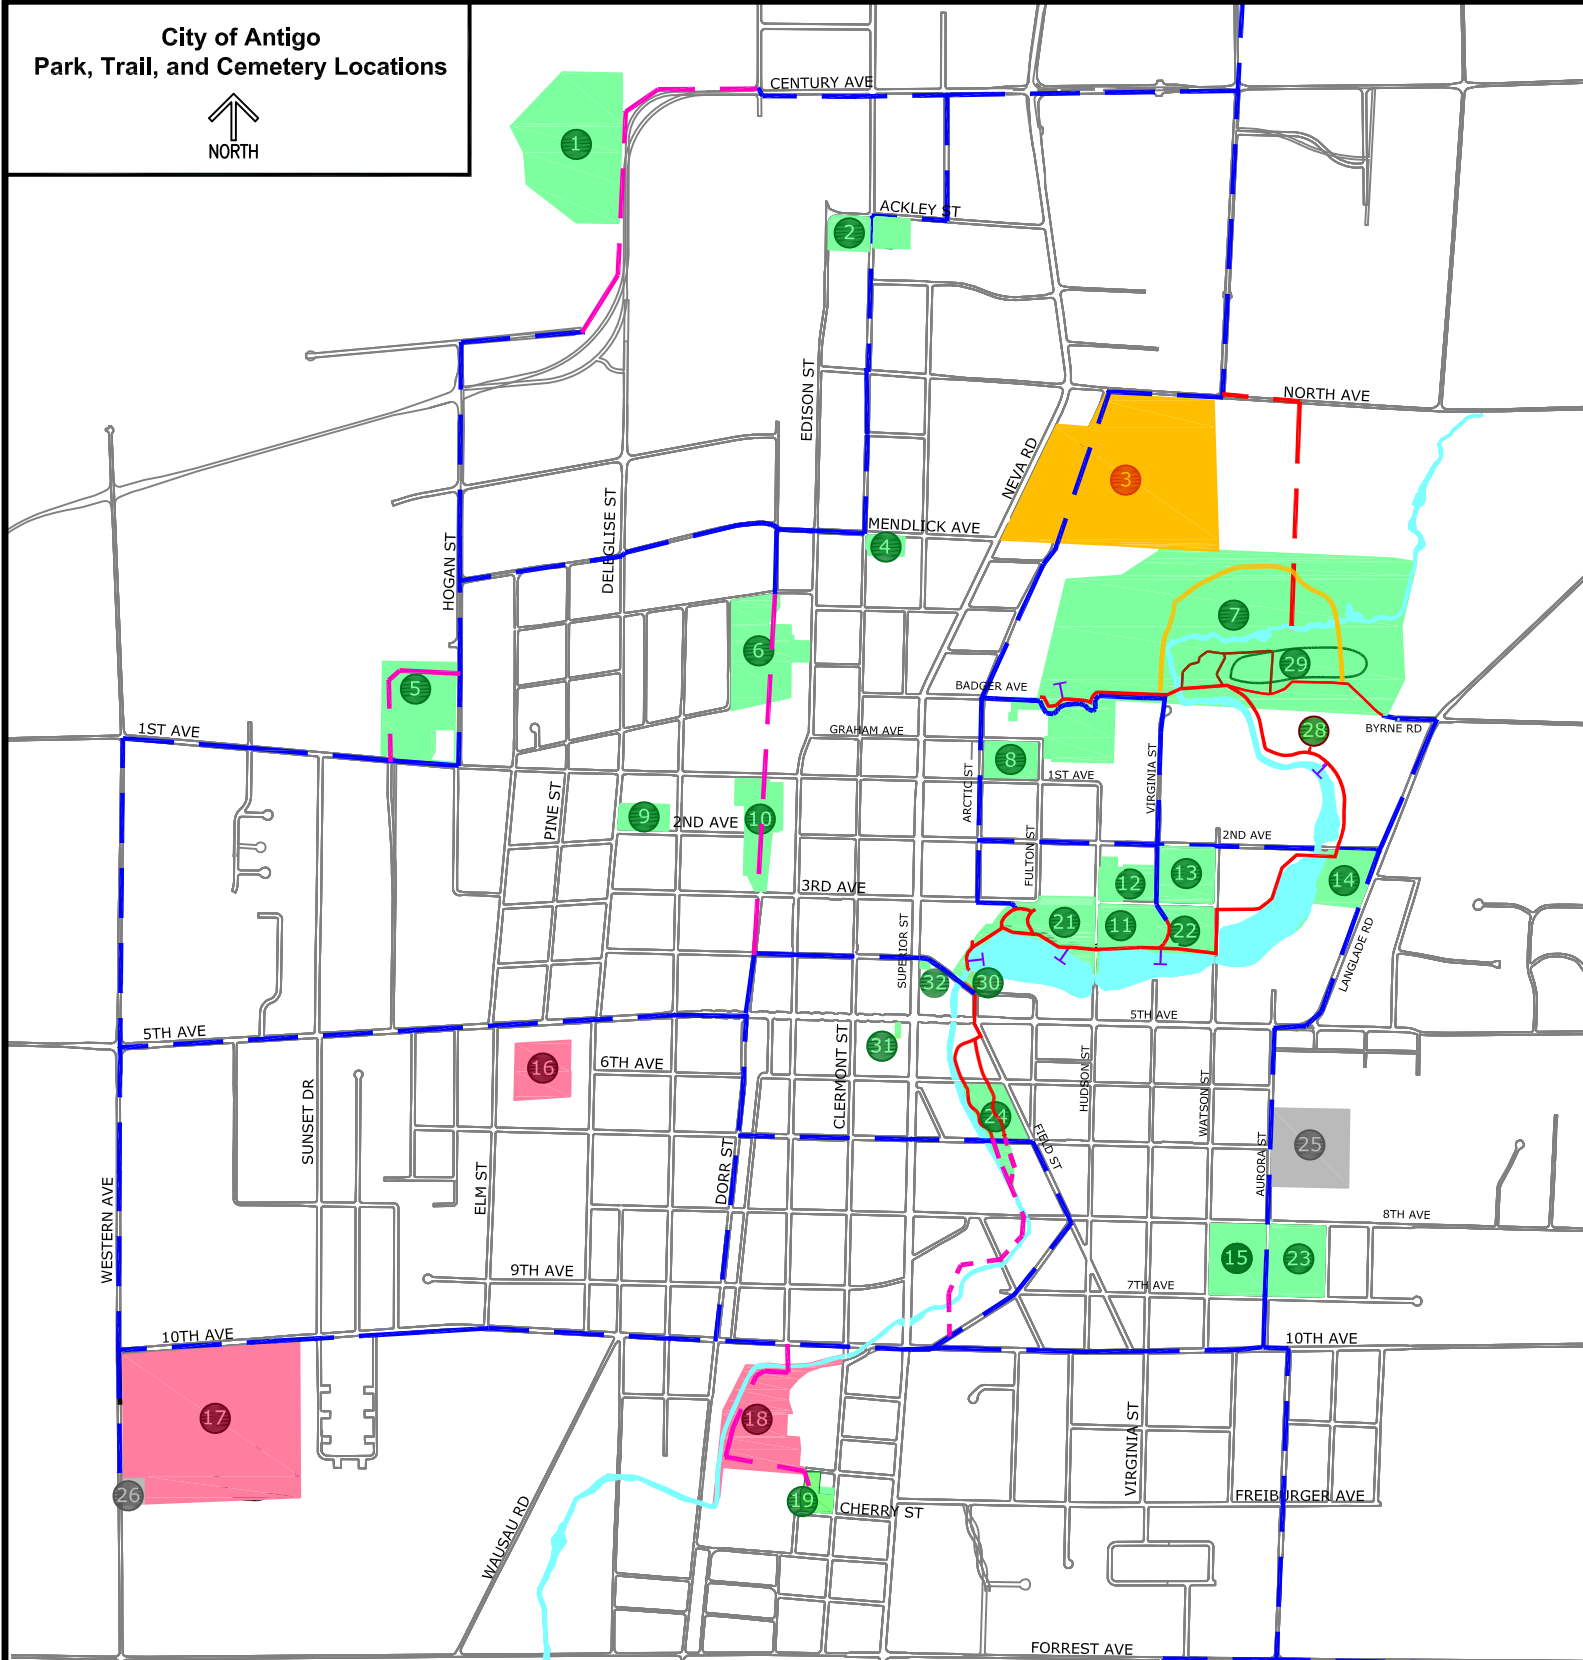 City of Antigo
Park, Trail, and Cemetery Locations
NORTH
CENTURY AVE
1
ACKLEY ST
2
EDISON ST
NORTH AVE
NEVA RD
3
DELEGLISE ST
MENDLICK AVE
4
HOGAN ST
7
6
29
5
BADGER AVE
1ST AVE
GRAHAM AVE
28
BYRNE RD
8
1ST AVE
ARCTIC ST
VIRGINIA ST
PINE ST
9
2ND AVE
10
2ND AVE
FULTON ST
3RD AVE
12
13
14
21
11
22
SUPERIOR ST
LANGLADE RD
32
30
5TH AVE
5TH AVE
31
CLERMONT ST
16
6TH AVE
HUDSON ST
SUNSET DR
WATSON ST
24
FIELD ST
25
AURORA ST
DORR ST
ELM ST
WESTERN AVE
8TH AVE
15
23
9TH AVE
7TH AVE
10TH AVE
10TH AVE
17
18
VIRGINIA ST
26
19
CHERRY ST
FREIBURGER AVE
WAUSAU RD
FORREST AVE